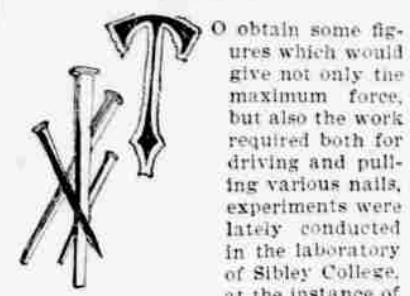 TO obtain some fig-
ures which would
give not only the
maximum force,
but also the work
required both for
driving and pull-
ing various nails,
experiments were
lately conducted
in the laboratory
of Sibley College,
at the instance of